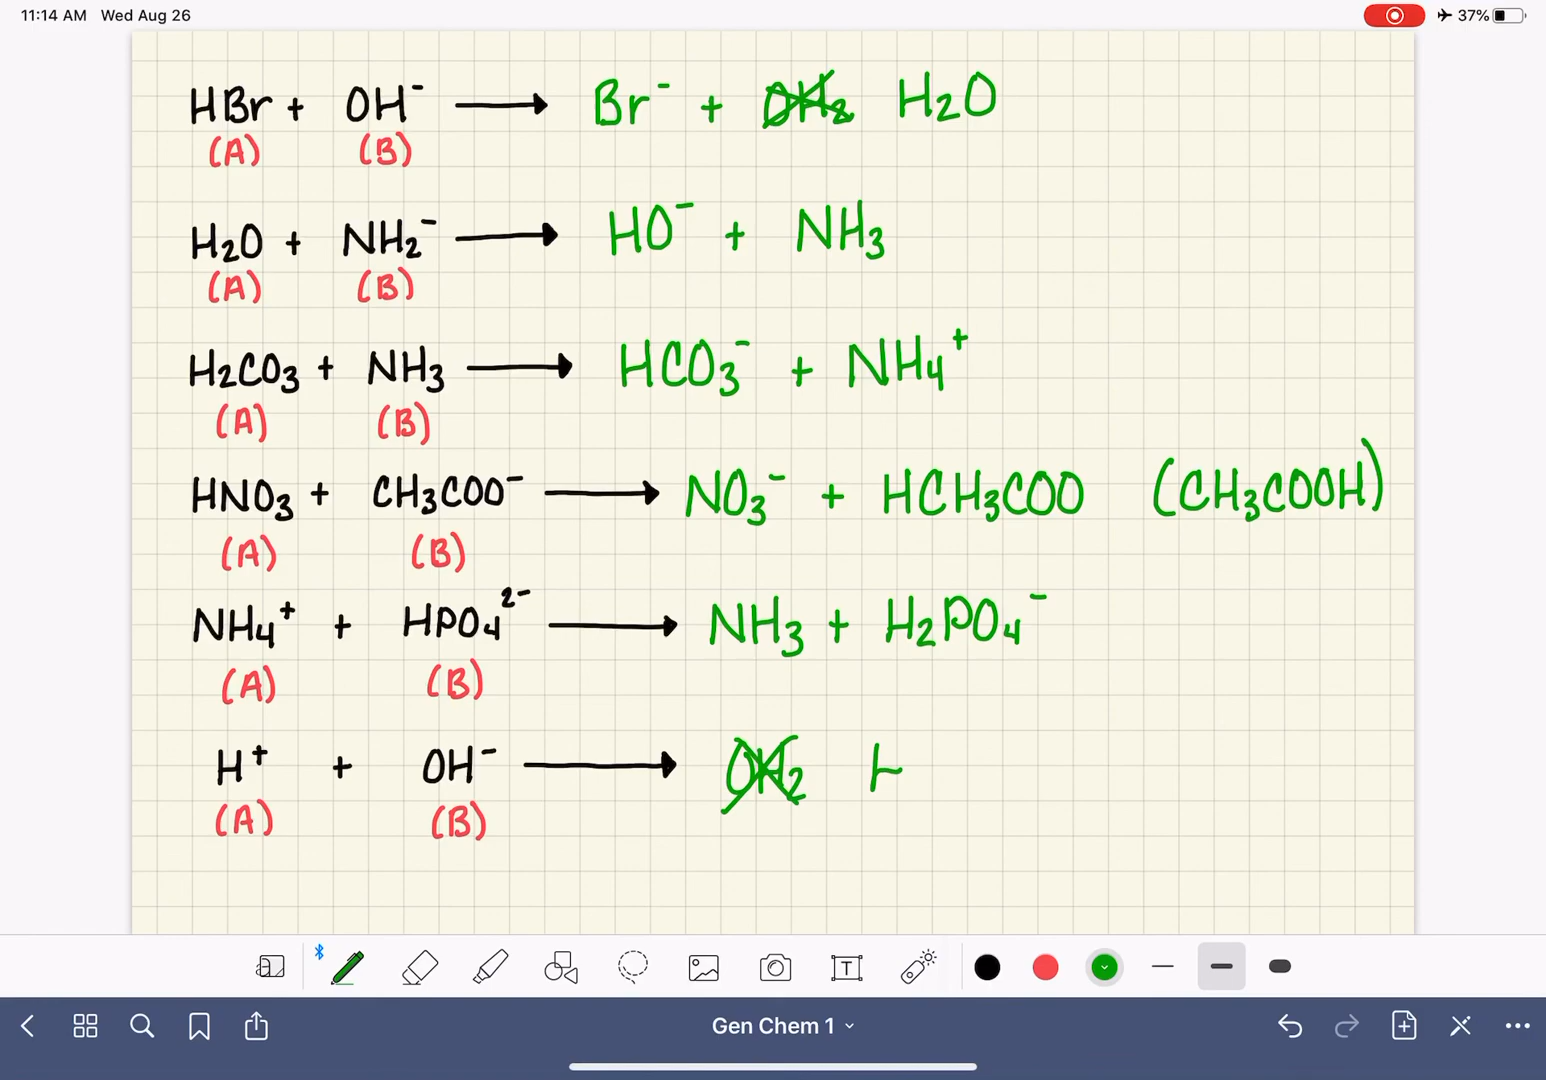 11:14 AM Wed Aug 26 37%
HBr + OH⁻ ⟶ Br⁻ + H₂O
(A) (B)
H₂O + NH₂⁻ ⟶ HO⁻ + NH₃
(A) (B)
H₂CO₃ + NH₃ ⟶ HCO₃⁻ + NH₄⁺
(A) (B)
HNO₃ + CH₃COO⁻ ⟶ NO₃⁻ + HCH₃COO (CH₃COOH)
(A) (B)
NH₄⁺ + HPO₄²⁻ ⟶ NH₃ + H₂PO₄⁻
(A) (B)
H⁺ + OH⁻ ⟶
(A) (B)
T
Gen Chem 1